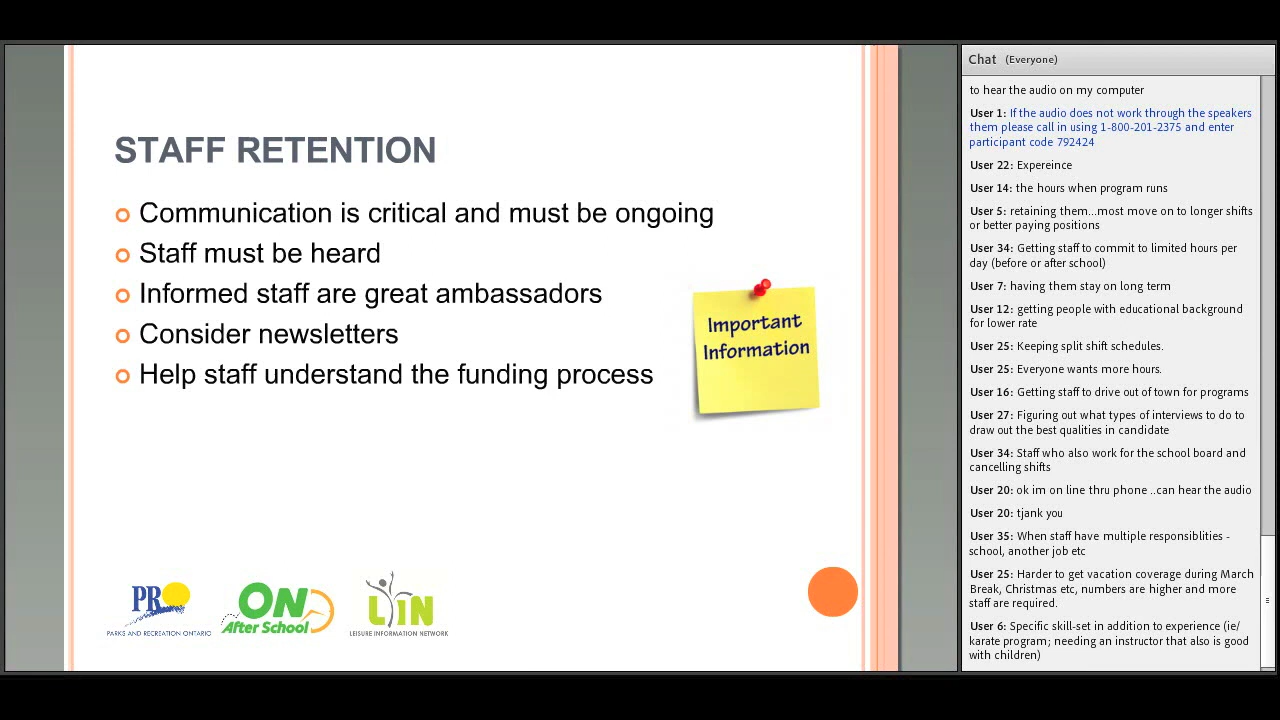 STAFF RETENTION
Communication is critical and must be ongoing
Staff must be heard
Informed staff are great ambassadors
Consider newsletters
Help staff understand the funding process
Important
Information
PRO
PARKS AND RECREATION ONTARIO
ON
After School
LIN
LEISURE INFORMATION NETWORK
Chat (Everyone)
to hear the audio on my computer
User 1: If the audio does not work through the speakers
them please call in using 1-800-201-2375 and enter
participant code 792424
User 22: Expereince
User 14: the hours when program runs
User 5: retaining them...most move on to longer shifts
or better paying positions
User 34: Getting staff to commit to limited hours per
day (before or after school)
User 7: having them stay on long term
User 12: getting people with educational background
for lower rate
User 25: Keeping split shift schedules.
User 25: Everyone wants more hours.
User 16: Getting staff to drive out of town for programs
User 27: Figuring out what types of interviews to do to
draw out the best qualities in candidate
User 34: Staff who also work for the school board and
cancelling shifts
User 20: ok im on line thru phone ..can hear the audio
User 20: tjank you
User 35: When staff have multiple responsiblities -
school, another job etc
User 25: Harder to get vacation coverage during March
Break, Christmas etc, numbers are higher and more
staff are required.
User 6: Specific skill-set in addition to experience (ie/
karate program; needing an instructor that also is good
with children)